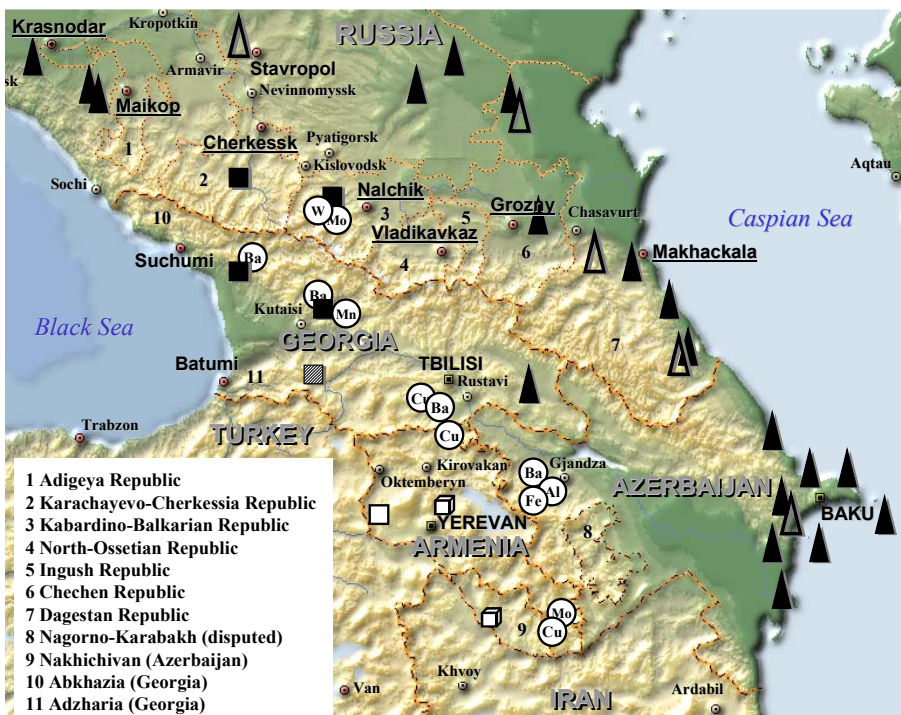 Kropotkin
Krasnodar
RUSSIA
Armavir
Stavropol
sk
Nevinnomyssk
Maikop
Aqtau
Cherkessk
Pyatigorsk
1
Kislovodsk
2
Sochi
Nalchik
3
5
Grozny
Chasavurt
Caspian Sea
W
Mo
10
Vladikavkaz
6
Suchumi
Ba
4
Makhackala
Ba
Mn
Black Sea
Kutaisi
GEORGIA
7
Batumi
11
TBILISI
Rustavi
Cu
Ba
Trabzon
TURKEY
Cu
Kirovakan
Oktemberyn
Ba
Gjandza
Al
Fe
AZERBAIJAN
BAKU
YEREVAN
ARMENIA
8
Mo
9
Cu
Khvoy
Van
IRAN
Ardabil
1 Adigeya Republic
2 Karachayevo-Cherkessia Republic
3 Kabardino-Balkarian Republic
4 North-Ossetian Republic
5 Ingush Republic
6 Chechen Republic
7 Dagestan Republic
8 Nagorno-Karabakh (disputed)
9 Nakhichivan (Azerbaijan)
10 Abkhazia (Georgia)
11 Adzharia (Georgia)